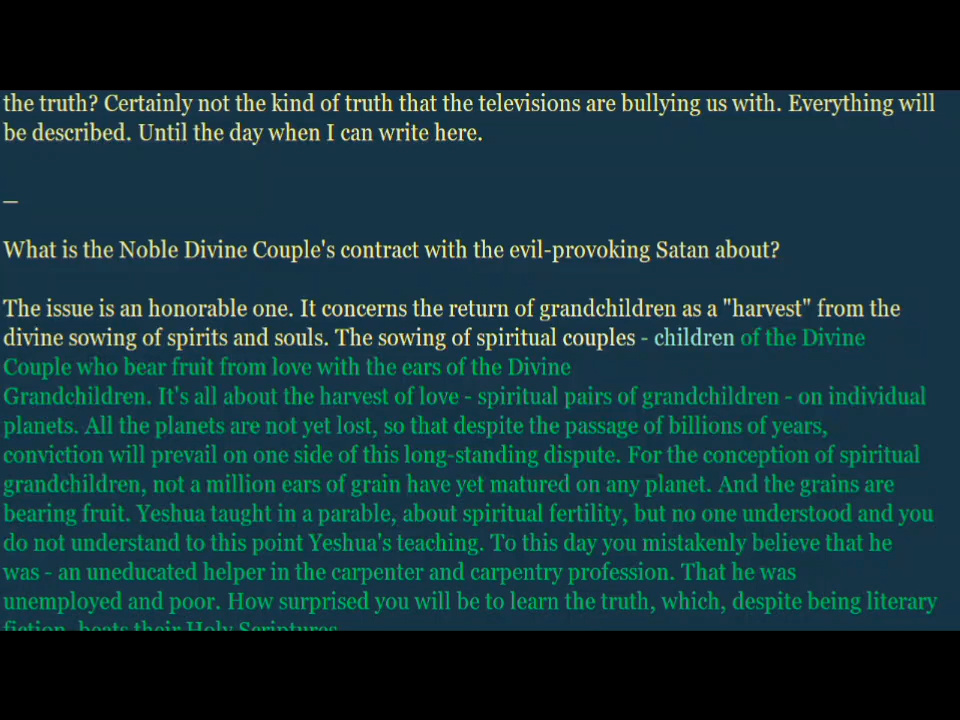 the truth? Certainly not the kind of truth that the televisions are bullying us with. Everything will
be described. Until the day when I can write here.
_
What is the Noble Divine Couple's contract with the evil-provoking Satan about?
The issue is an honorable one. It concerns the return of grandchildren as a "harvest" from the
divine sowing of spirits and souls. The sowing of spiritual couples - children of the Divine
Couple who bear fruit from love with the ears of the Divine
Grandchildren. It's all about the harvest of love - spiritual pairs of grandchildren - on individual
planets. All the planets are not yet lost, so that despite the passage of billions of years,
conviction will prevail on one side of this long-standing dispute. For the conception of spiritual
grandchildren, not a million ears of grain have yet matured on any planet. And the grains are
bearing fruit. Yeshua taught in a parable, about spiritual fertility, but no one understood and you
do not understand to this point Yeshua's teaching. To this day you mistakenly believe that he
was - an uneducated helper in the carpenter and carpentry profession. That he was
unemployed and poor. How surprised you will be to learn the truth, which, despite being literary
fiction, beats their Holy Scriptures